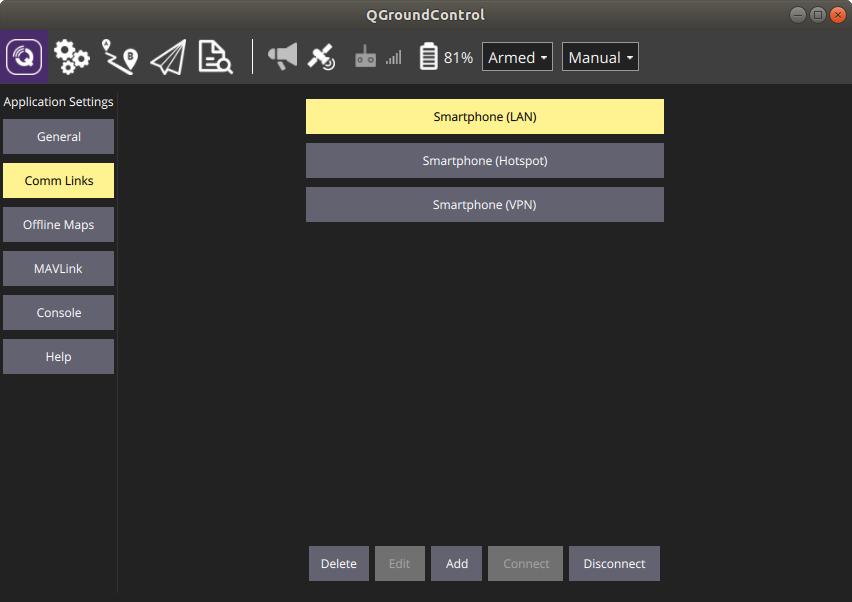 QGroundControl
81%
Armed
Manual
Application Settings
General
Comm Links
Offline Maps
MAVLink
Console
Help
Smartphone (LAN)
Smartphone (Hotspot)
Smartphone (VPN)
Delete
Edit
Add
Connect
Disconnect